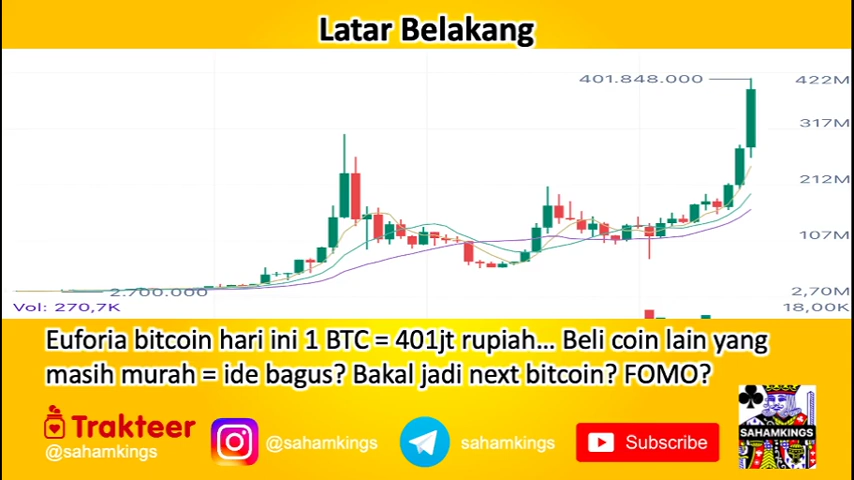 Latar Belakang
401.848.000
422M
317M
212M
107M
2.700.000
2,70M
Vol: 270,7K
18,00K
Euforia bitcoin hari ini 1 BTC = 401jt rupiah... Beli coin lain yang
masih murah = ide bagus? Bakal jadi next bitcoin? FOMO?
Trakteer
@sahamkings
@sahamkings
sahamkings
Subscribe
SAHAMKINGS